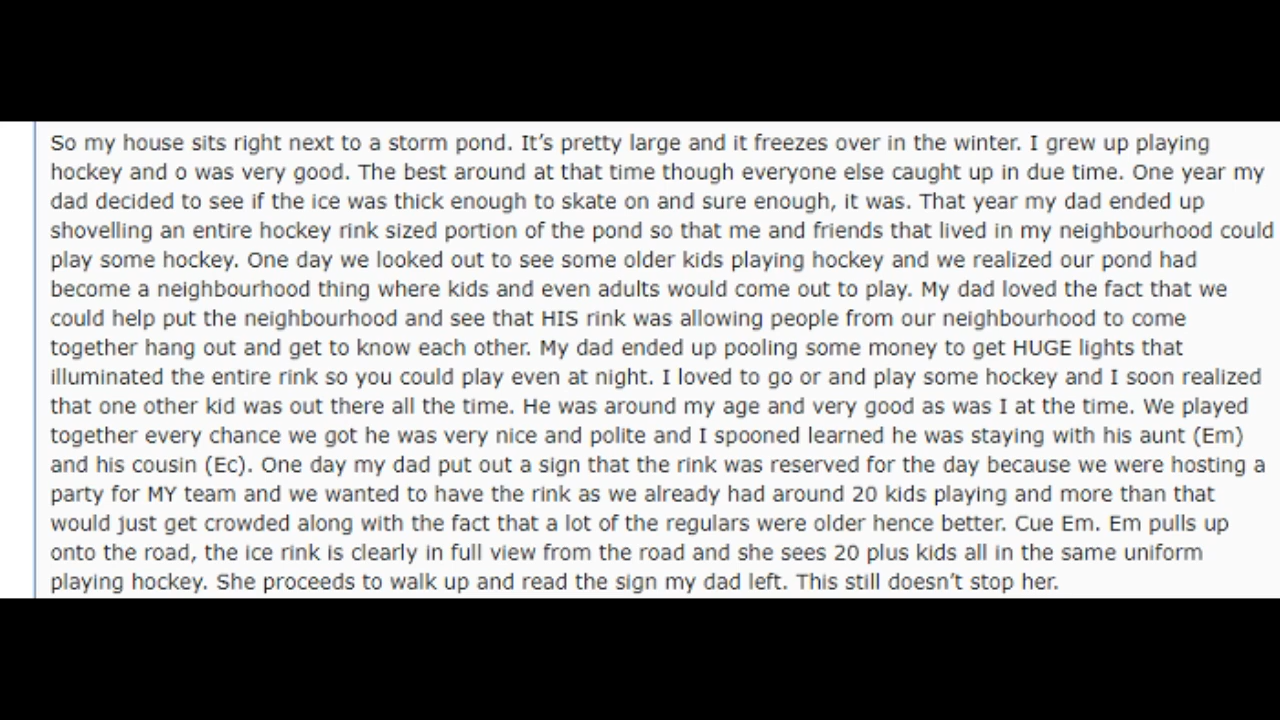 So my house sits right next to a storm pond. It’s pretty large and it freezes over in the winter. I grew up playing
hockey and o was very good. The best around at that time though everyone else caught up in due time. One year my
dad decided to see if the ice was thick enough to skate on and sure enough, it was. That year my dad ended up
shovelling an entire hockey rink sized portion of the pond so that me and friends that lived in my neighbourhood could
play some hockey. One day we looked out to see some older kids playing hockey and we realized our pond had
become a neighbourhood thing where kids and even adults would come out to play. My dad loved the fact that we
could help put the neighbourhood and see that HIS rink was allowing people from our neighbourhood to come
together hang out and get to know each other. My dad ended up pooling some money to get HUGE lights that
illuminated the entire rink so you could play even at night. I loved to go or and play some hockey and I soon realized
that one other kid was out there all the time. He was around my age and very good as was I at the time. We played
together every chance we got he was very nice and polite and I spooned learned he was staying with his aunt (Em)
and his cousin (Ec). One day my dad put out a sign that the rink was reserved for the day because we were hosting a
party for MY team and we wanted to have the rink as we already had around 20 kids playing and more than that
would just get crowded along with the fact that a lot of the regulars were older hence better. Cue Em. Em pulls up
onto the road, the ice rink is clearly in full view from the road and she sees 20 plus kids all in the same uniform
playing hockey. She proceeds to walk up and read the sign my dad left. This still doesn’t stop her.